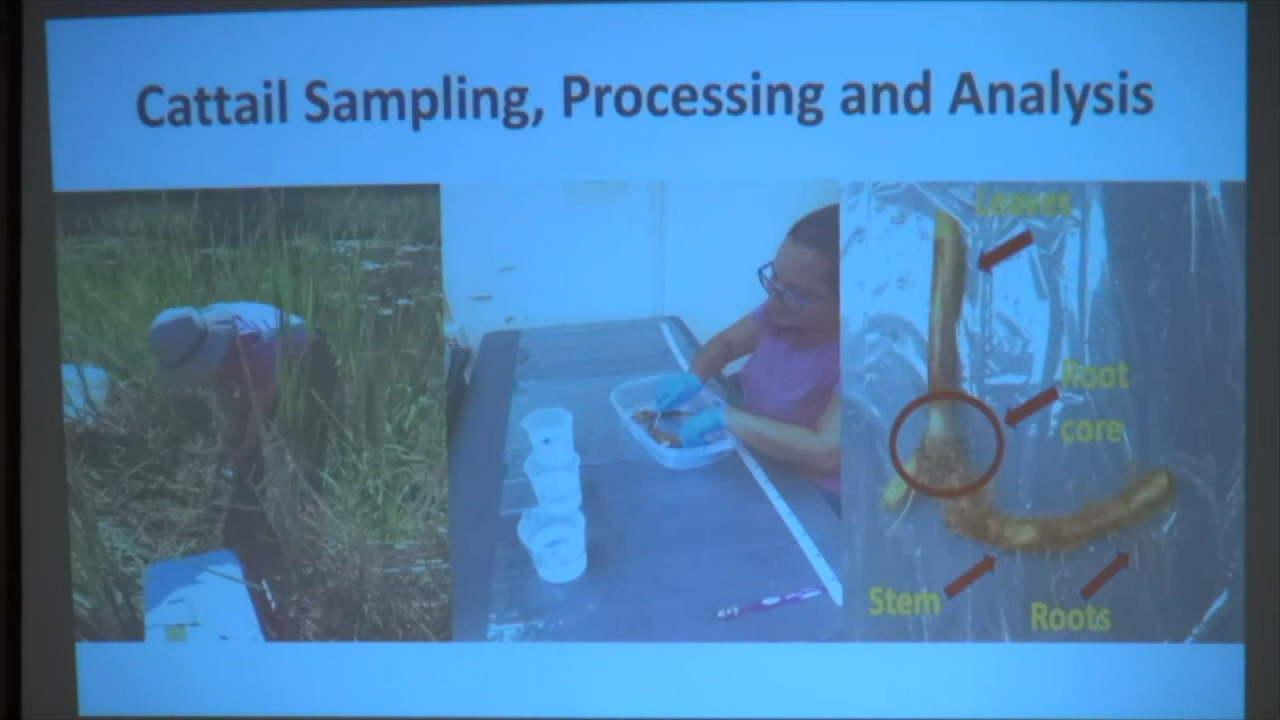 Cattail Sampling, Processing and Analysis
Leaves
Root
core
Stem
Roots